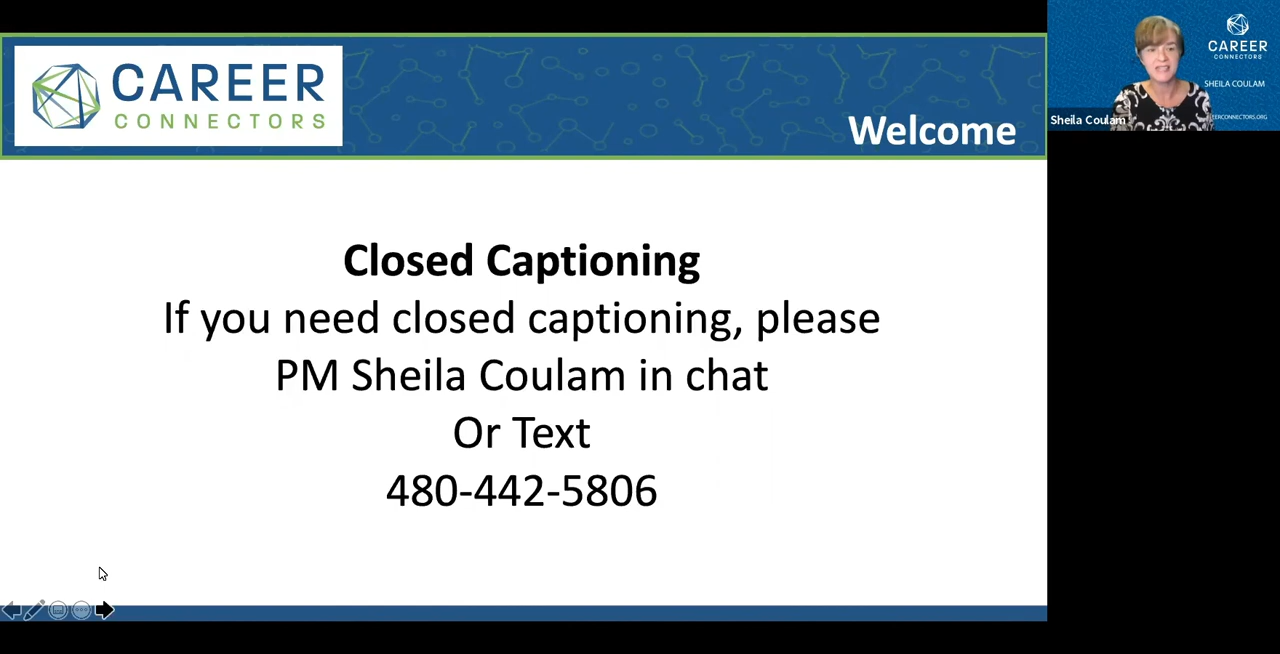 CAREER
CONNECTORS
Welcome
Closed Captioning
If you need closed captioning, please
PM Sheila Coulam in chat
Or Text
480-442-5806
CAREER
CONNECTORS
SHEILA COULAM
ERCONNECTORS.ORG
Sheila Coulam